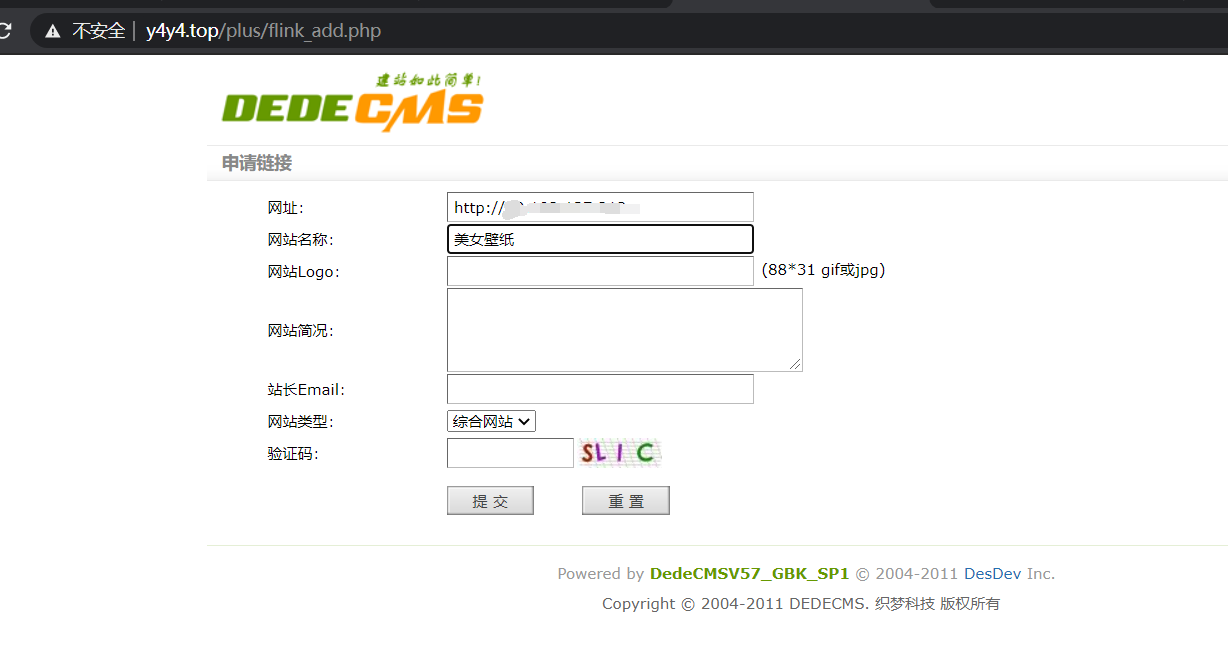 不安全 | y4y4.top/plus/flink_add.php
建站如此简单!
DEDECMS
申请链接
网址: http://
网站名称: 美女壁纸
网站Logo: (88*31 gif或jpg)
网站简况:
站长Email:
网站类型: 综合网站
验证码: SLIC
提 交 重 置
Powered by DedeCMSV57_GBK_SP1 © 2004-2011 DesDev Inc.
Copyright © 2004-2011 DEDECMS. 织梦科技 版权所有